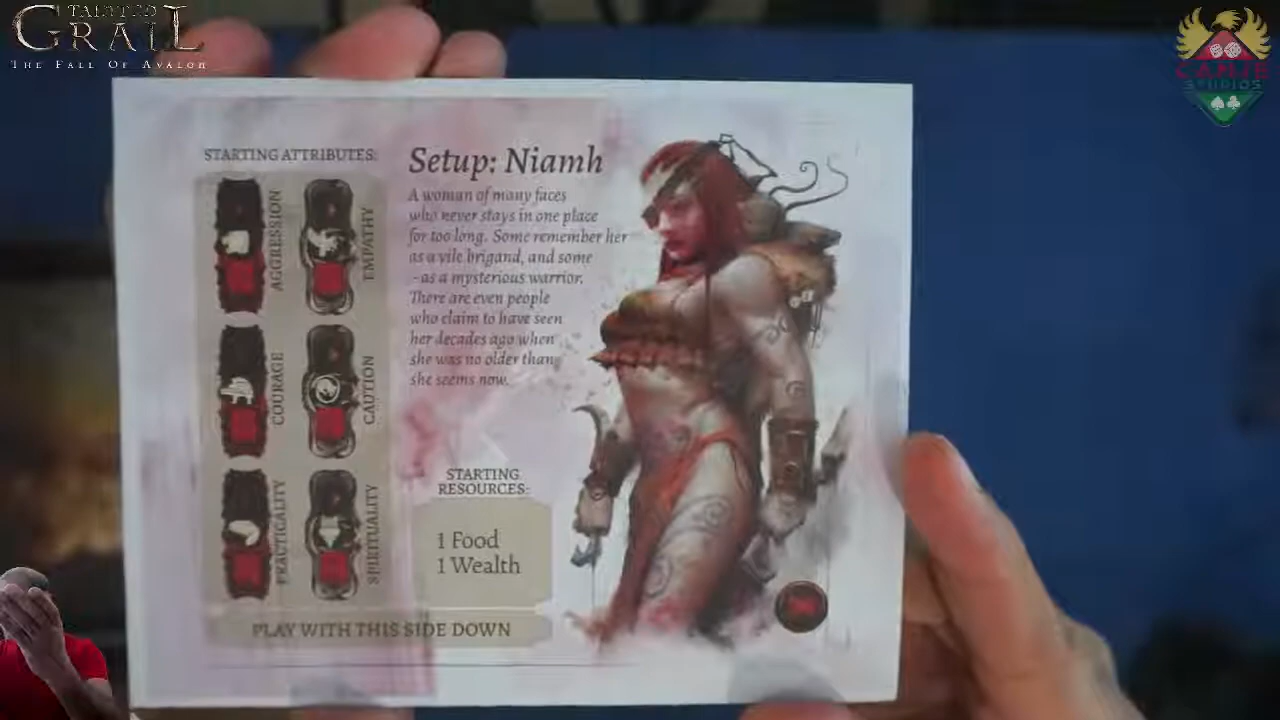 TAINTED
GRAIL
THE FALL OF AVALON
GAMIE
STUDIOS
STARTING ATTRIBUTES:
AGGRESSION
EMPATHY
COURAGE
CAUTION
PRACTICALITY
SPIRITUALITY
Setup: Niamh
A woman of many faces
who never stays in one place
for too long. Some remember her
as a vile brigand, and some
- as a mysterious warrior.
There are even people
who claim to have seen
her decades ago when
she was no older than
she seems now.
STARTING
RESOURCES:
1 Food
1 Wealth
PLAY WITH THIS SIDE DOWN